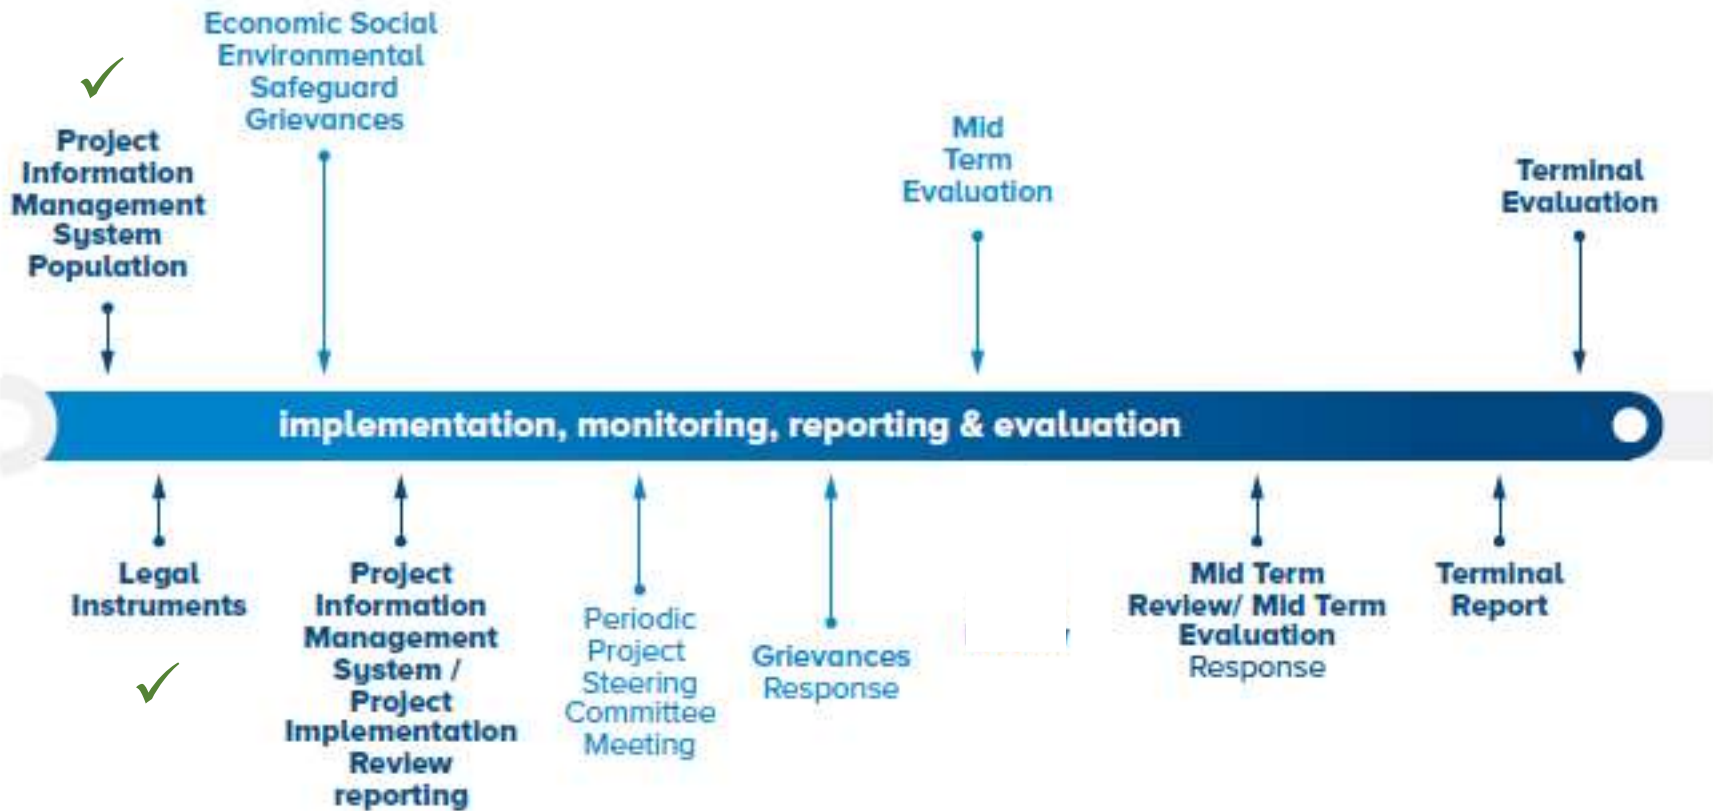 Economic Social
Environmental
Safeguard
Grievances
Project
Information
Management
System
Population
Mid
Term
Evaluation
Terminal
Evaluation
implementation, monitoring, reporting & evaluation
Legal
Instruments
Project
Information
Management
System /
Project
Implementation
Review
reporting
Periodic
Project
Steering
Committee
Meeting
Grievances
Response
Mid Term
Review/ Mid Term
Evaluation
Response
Terminal
Report